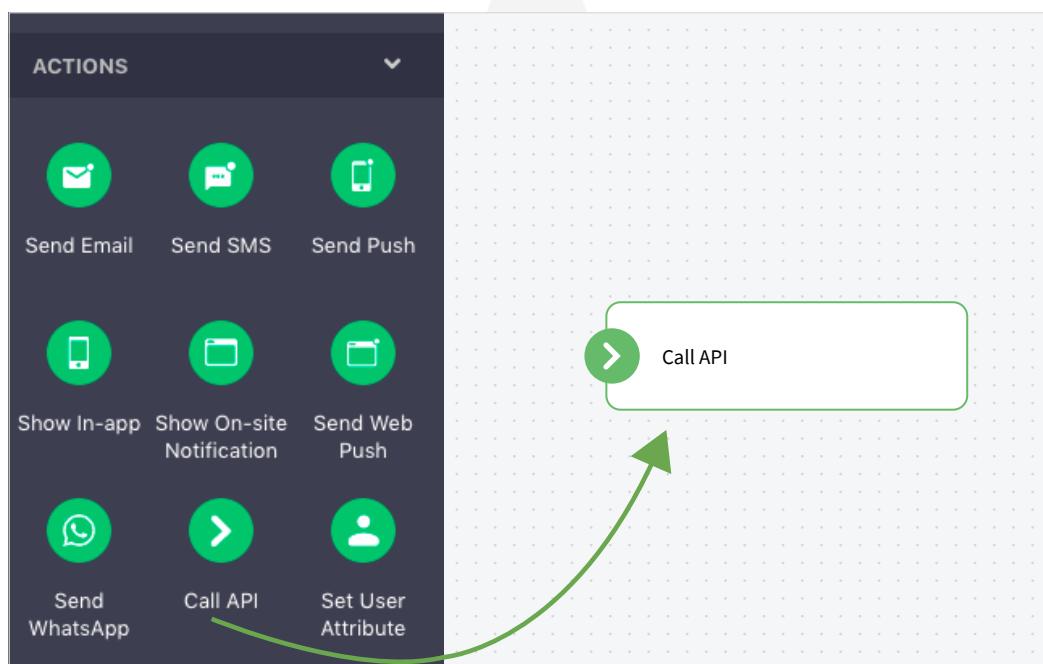 ACTIONS
Send Email
Send SMS
Send Push
Show In-app
Show On-site
Notification
Send Web
Push
Send
WhatsApp
Call API
Set User
Attribute
Call API